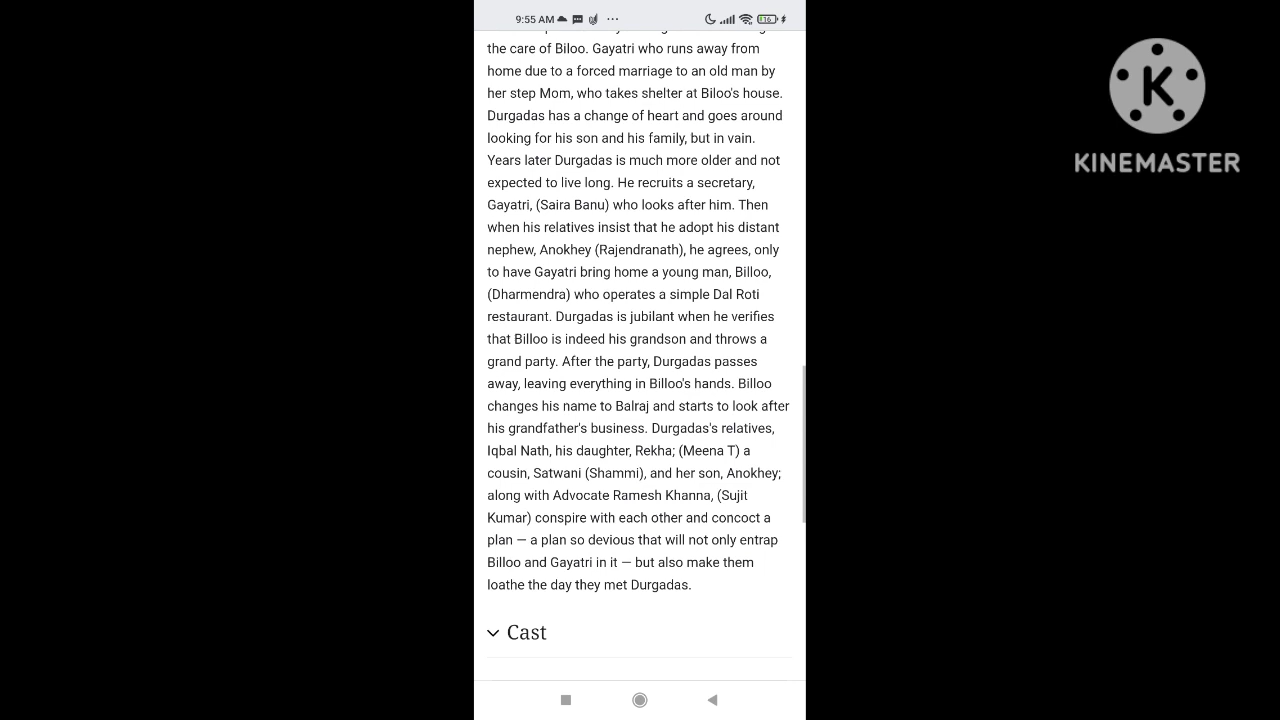 9:55 AM
16
the care of Biloo. Gayatri who runs away from
home due to a forced marriage to an old man by
her step Mom, who takes shelter at Biloo's house.
Durgadas has a change of heart and goes around
looking for his son and his family, but in vain.
Years later Durgadas is much more older and not
expected to live long. He recruits a secretary,
Gayatri, (Saira Banu) who looks after him. Then
when his relatives insist that he adopt his distant
nephew, Anokhey (Rajendranath), he agrees, only
to have Gayatri bring home a young man, Billoo,
(Dharmendra) who operates a simple Dal Roti
restaurant. Durgadas is jubilant when he verifies
that Billoo is indeed his grandson and throws a
grand party. After the party, Durgadas passes
away, leaving everything in Billoo's hands. Billoo
changes his name to Balraj and starts to look after
his grandfather's business. Durgadas's relatives,
Iqbal Nath, his daughter, Rekha; (Meena T) a
cousin, Satwani (Shammi), and her son, Anokhey;
along with Advocate Ramesh Khanna, (Sujit
Kumar) conspire with each other and concoct a
plan — a plan so devious that will not only entrap
Billoo and Gayatri in it — but also make them
loathe the day they met Durgadas.
Cast
K
KINEMASTER